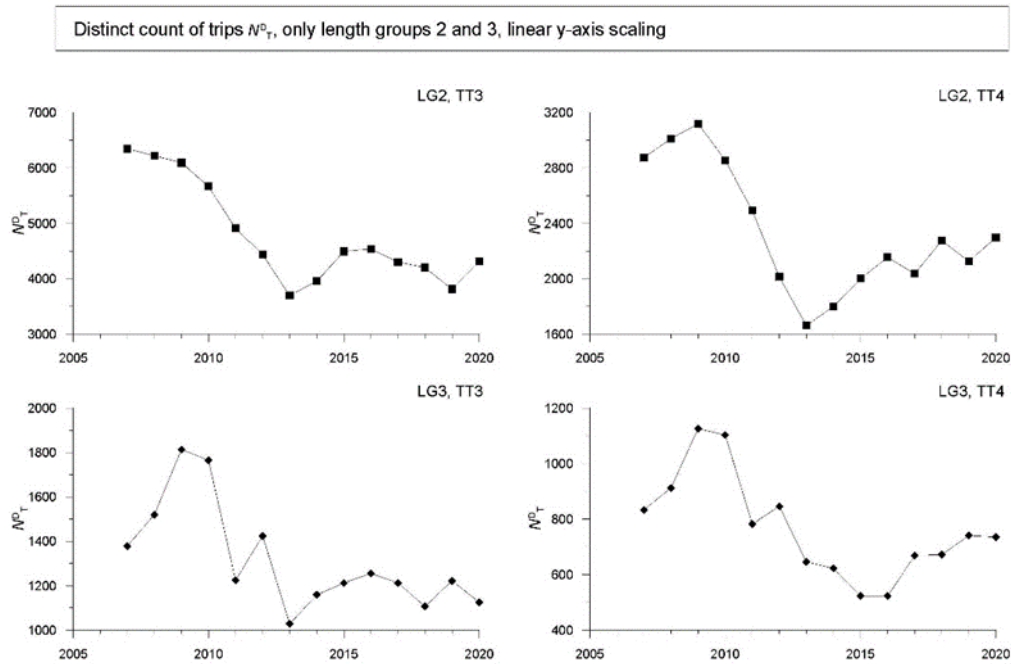 Distinct count of trips NᴰT, only length groups 2 and 3, linear y-axis scaling
LG2, TT3
7000
6000
5000
4000
3000
NᴰT
2005 2010 2015 2020
LG2, TT4
3200
2800
2400
2000
1600
NᴰT
2005 2010 2015 2020
LG3, TT3
2000
1800
1600
1400
1200
1000
NᴰT
2005 2010 2015 2020
LG3, TT4
1200
1000
800
600
400
NᴰT
2005 2010 2015 2020